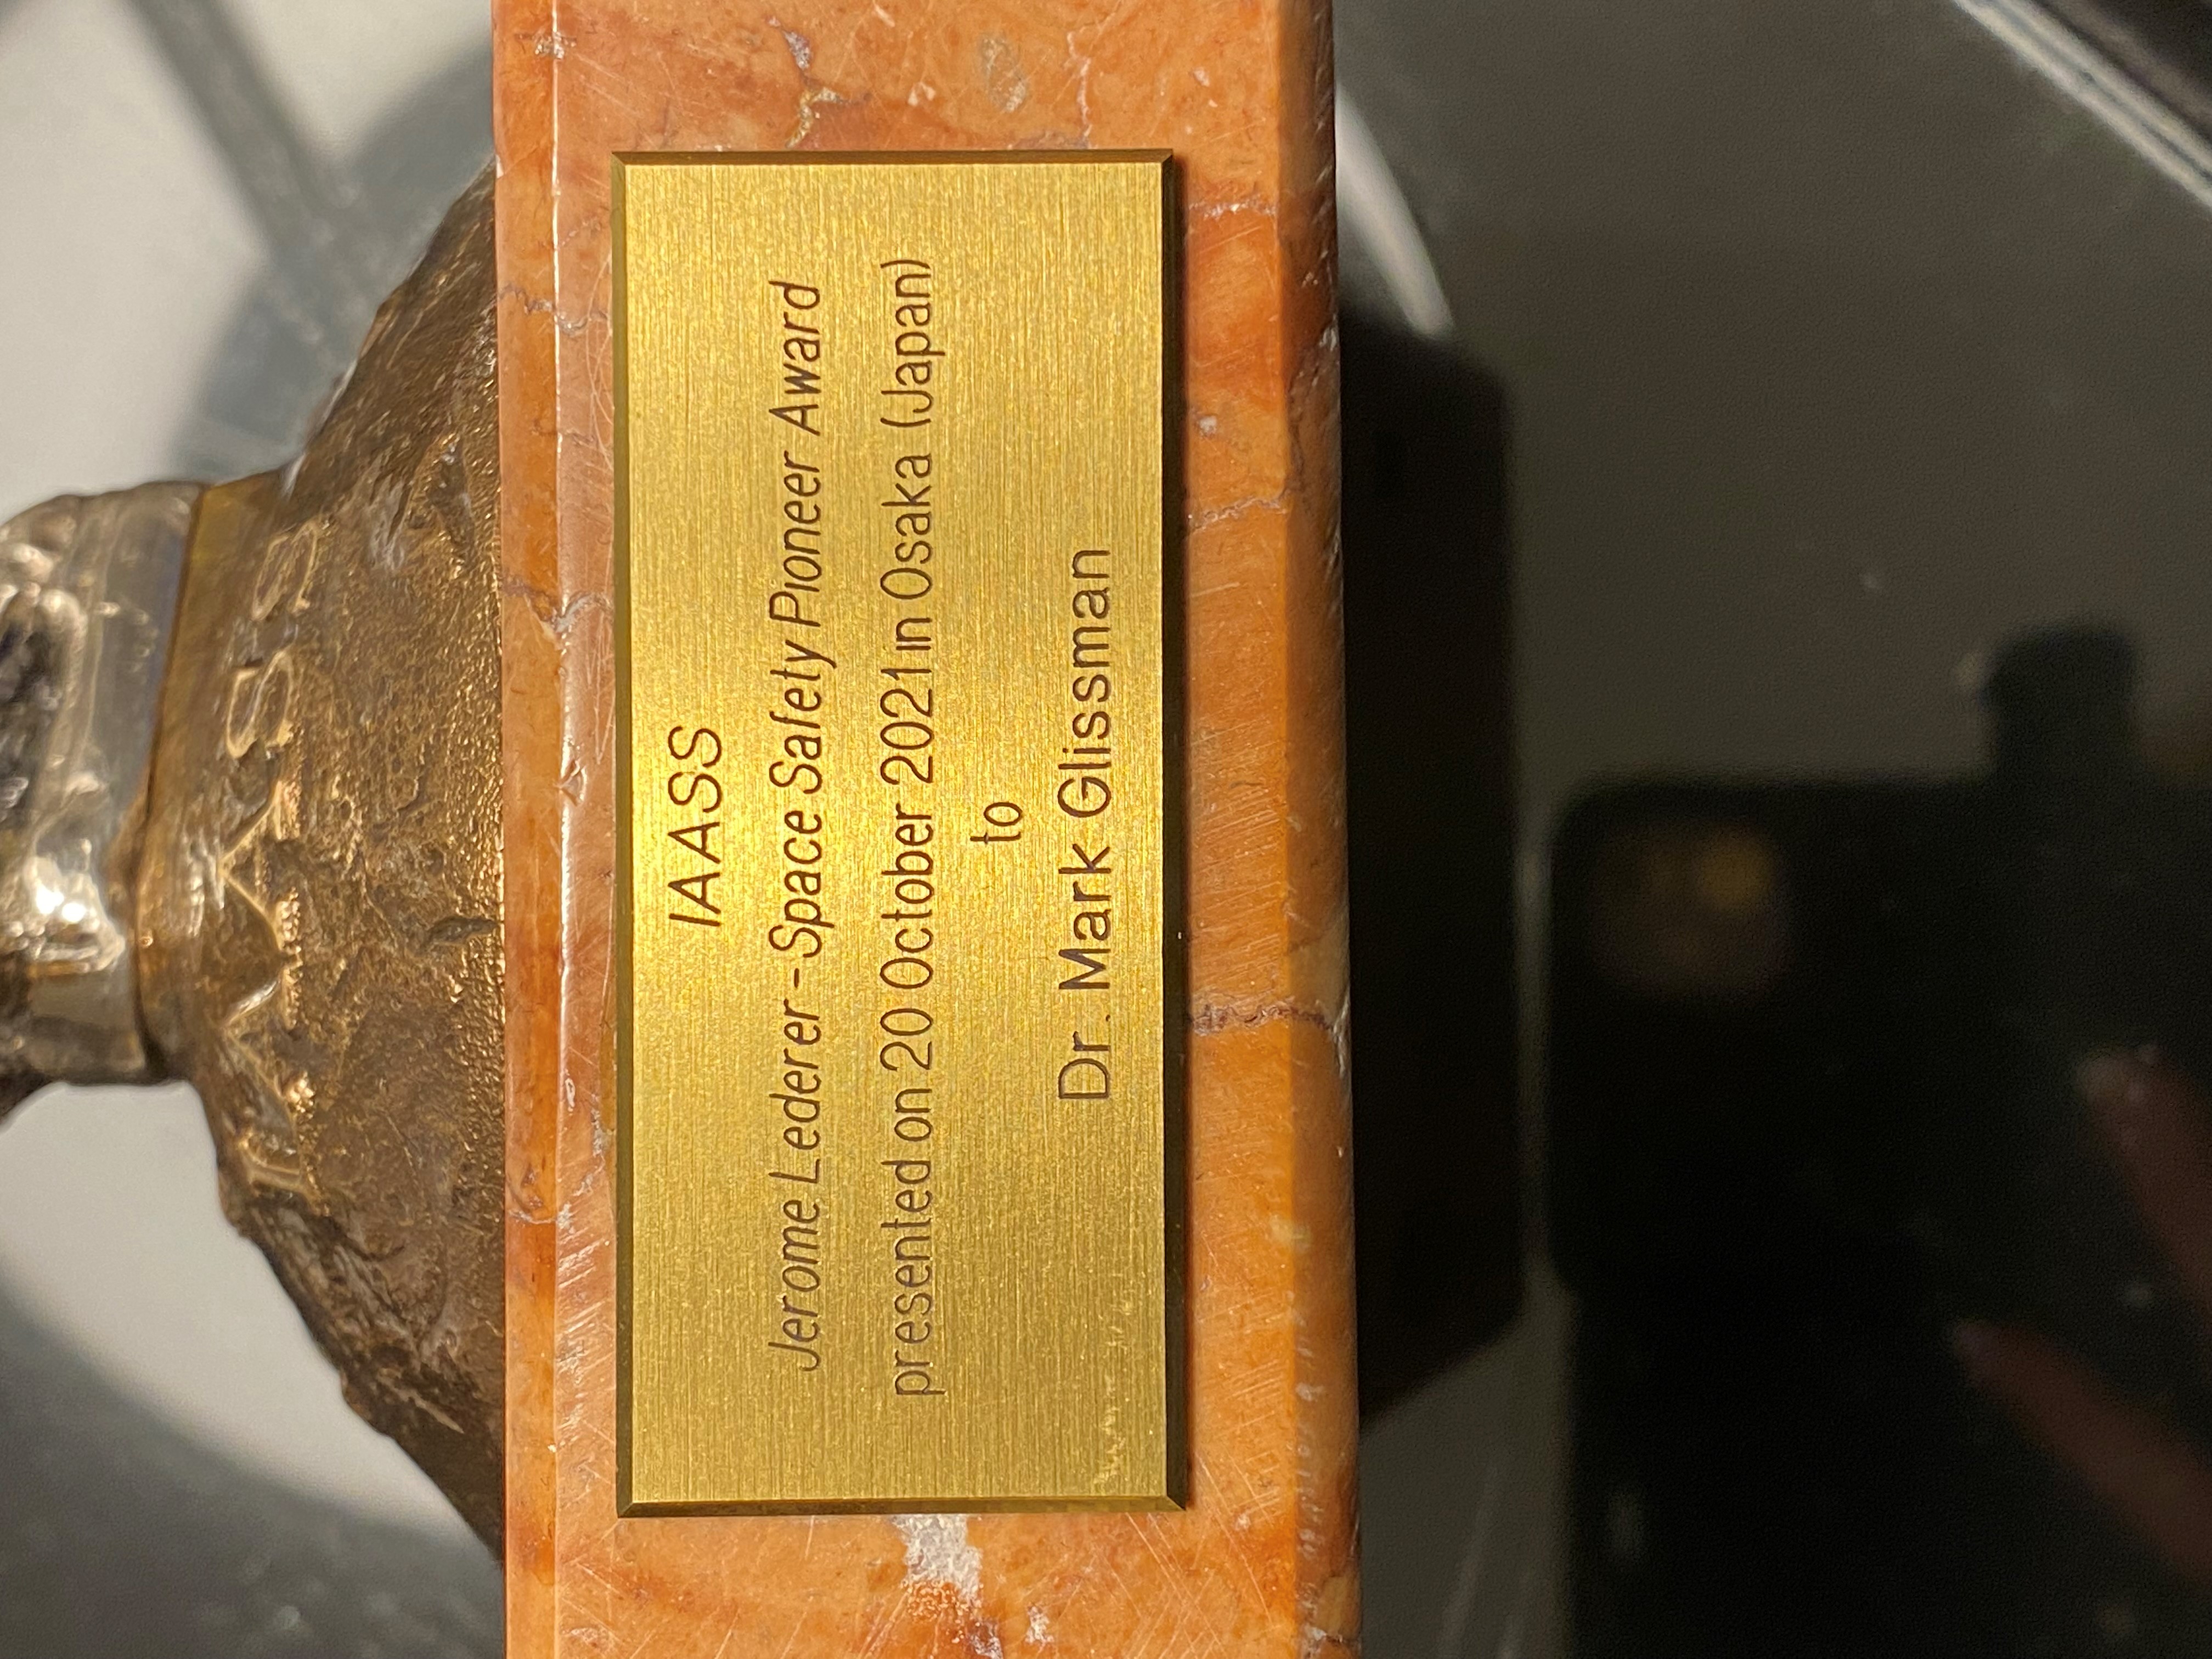 IAASS
IAASS
Jerome Lederer - Space Safety Pioneer Award
presented on 20 October 2021 in Osaka (Japan)
to
Dr. Mark Glissman